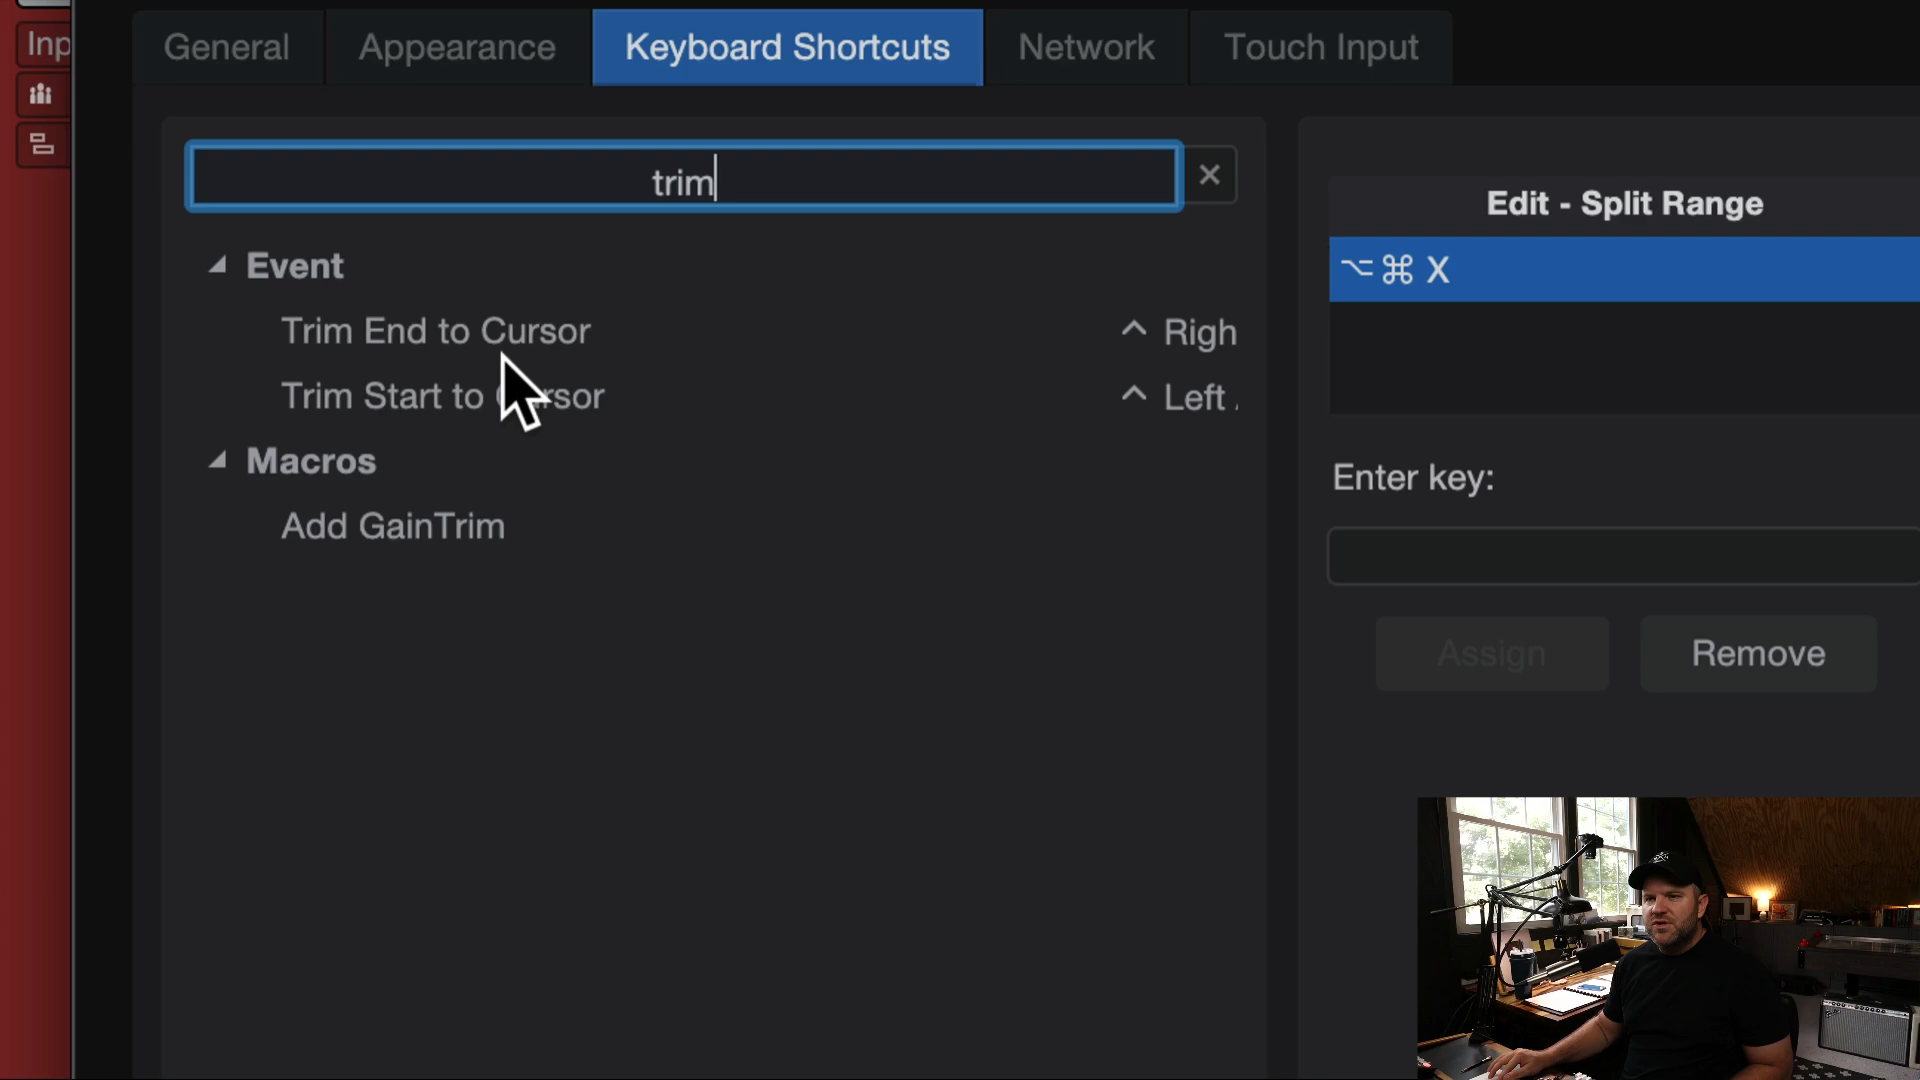 Inp
General
Appearance
Keyboard Shortcuts
Network
Touch Input
trim
Event
Trim End to Cursor
^ Righ
Trim Start to Cursor
^ Left
Macros
Add GainTrim
Edit - Split Range
⌥⌘ X
Enter key:
Assign
Remove